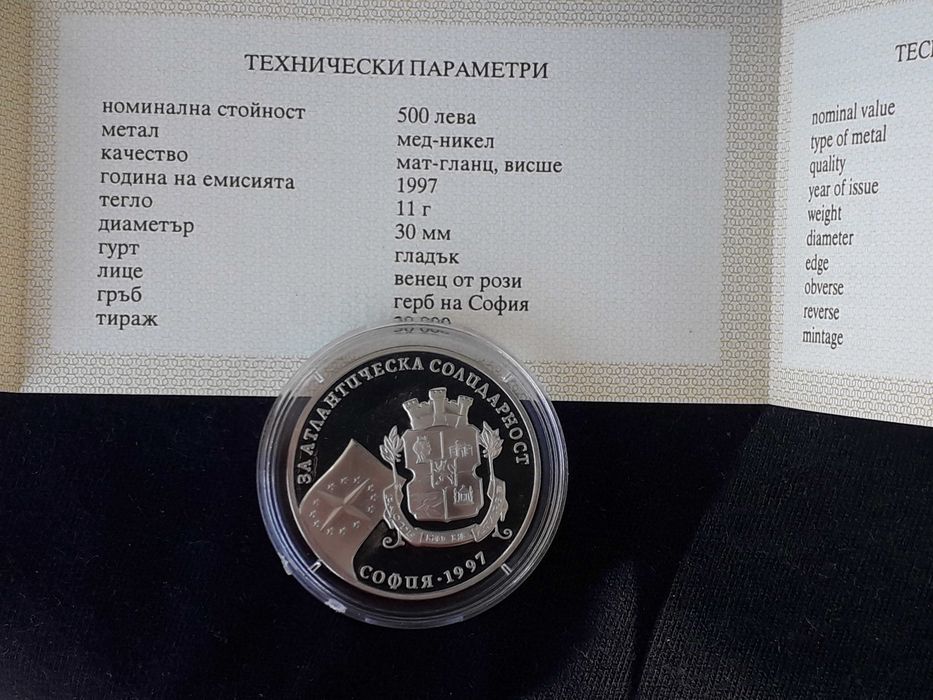 ТЕХНИЧЕСКИ ПАРАМЕТРИ
номинална стойност 500 лева
метал мед-никел
качество мат-гланц, висше
година на емисията 1997
тегло 11 г
диаметър 30 мм
гурт гладък
лице венец от рози
гръб герб на София
тираж
nominal value
type of metal
quality
year of issue
weight
diameter
edge
obverse
reverse
mintage
ЗА АТЛАНТИЧЕСКА СОЛИДАРНОСТ
СОФИЯ · 1997